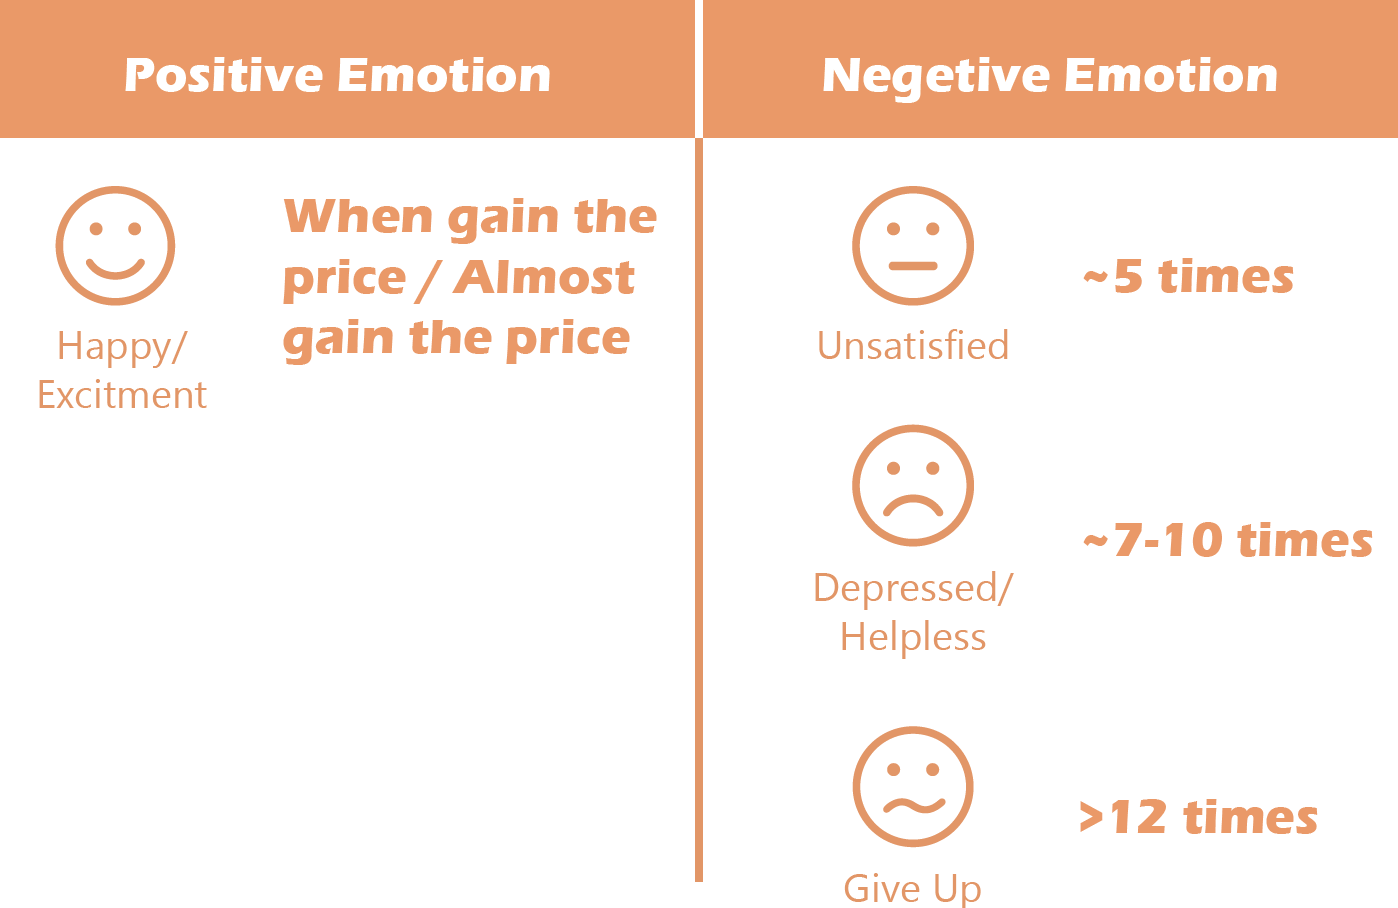 Positive Emotion
Negetive Emotion
When gain the
price / Almost
gain the price
Happy/
Excitment
~5 times
Unsatisfied
~7-10 times
Depressed/
Helpless
>12 times
Give Up